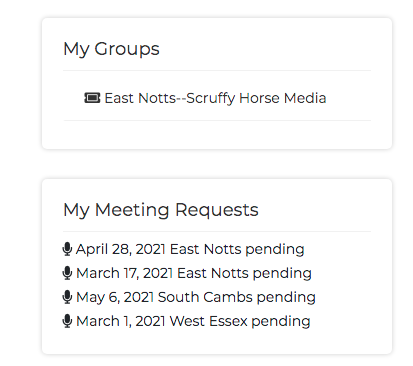 My Groups
East Notts--Scruffy Horse Media
My Meeting Requests
April 28, 2021 East Notts pending
March 17, 2021 East Notts pending
May 6, 2021 South Cambs pending
March 1, 2021 West Essex pending